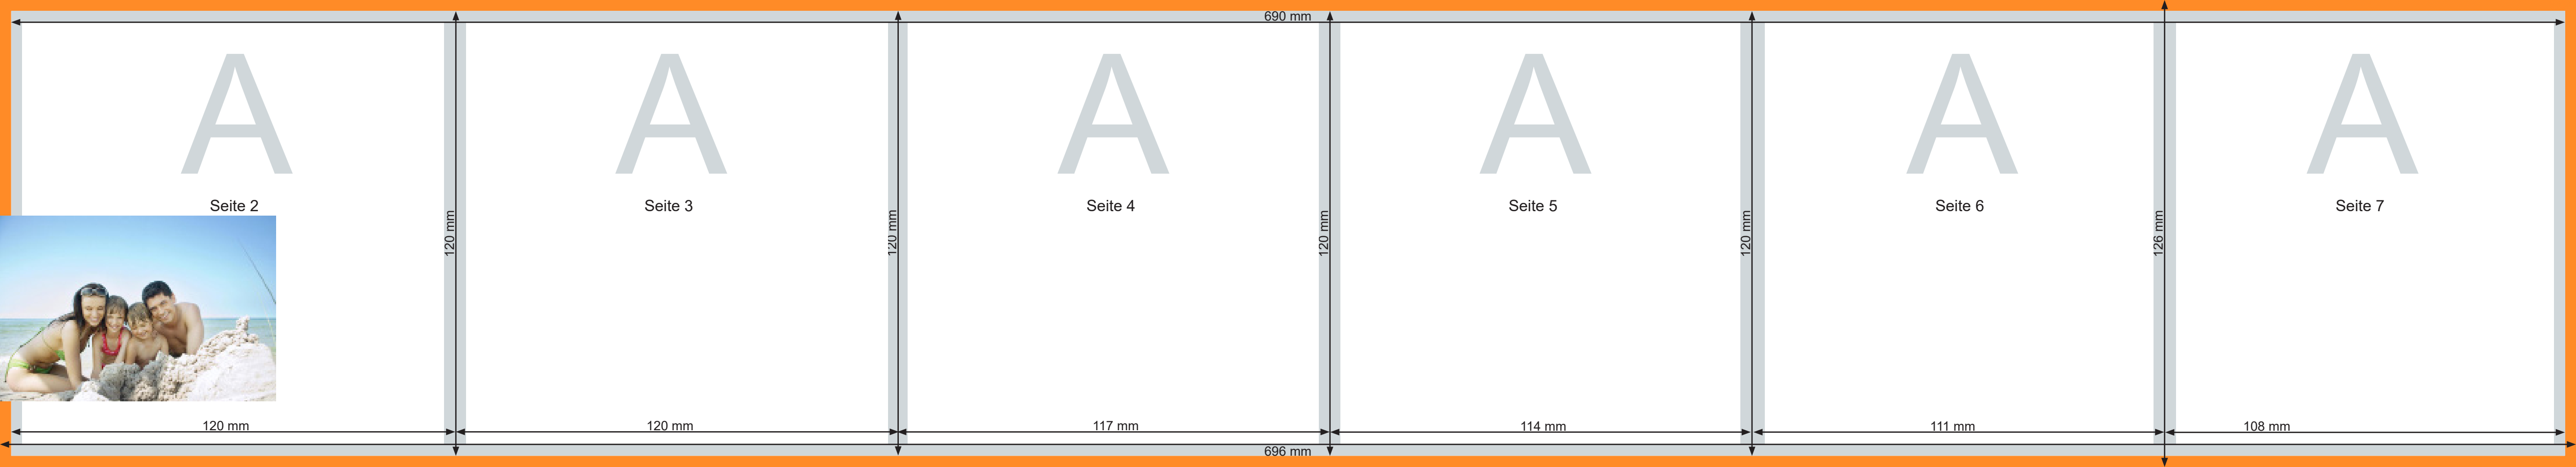 690 mm
A
A
A
A
A
A
Seite 2
Seite 3
Seite 4
Seite 5
Seite 6
Seite 7
120 mm
120 mm
120 mm
120 mm
126 mm
120 mm
120 mm
117 mm
114 mm
111 mm
108 mm
696 mm